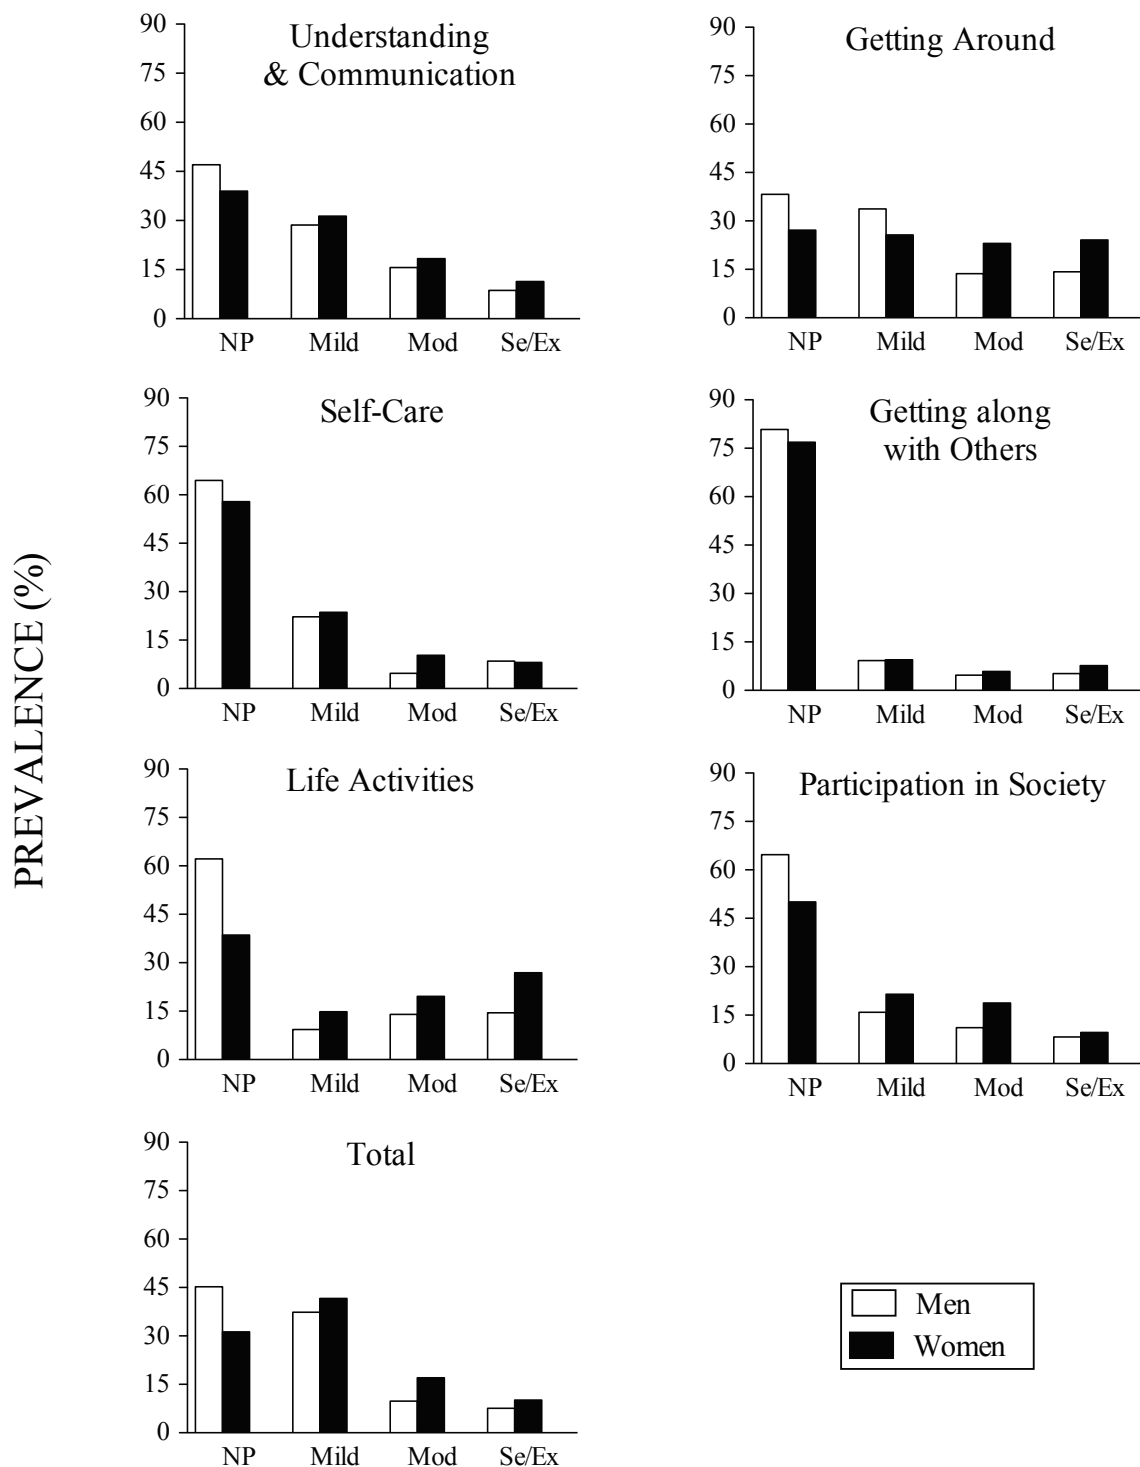 PREVALENCE (%)
Understanding
& Communication
90
75
60
45
30
15
0
NP Mild Mod Se/Ex
Getting Around
90
75
60
45
30
15
0
NP Mild Mod Se/Ex
Self-Care
90
75
60
45
30
15
0
NP Mild Mod Se/Ex
Getting along
with Others
90
75
60
45
30
15
0
NP Mild Mod Se/Ex
Life Activities
90
75
60
45
30
15
0
NP Mild Mod Se/Ex
Participation in Society
90
75
60
45
30
15
0
NP Mild Mod Se/Ex
Total
90
75
60
45
30
15
0
NP Mild Mod Se/Ex
Men
Women